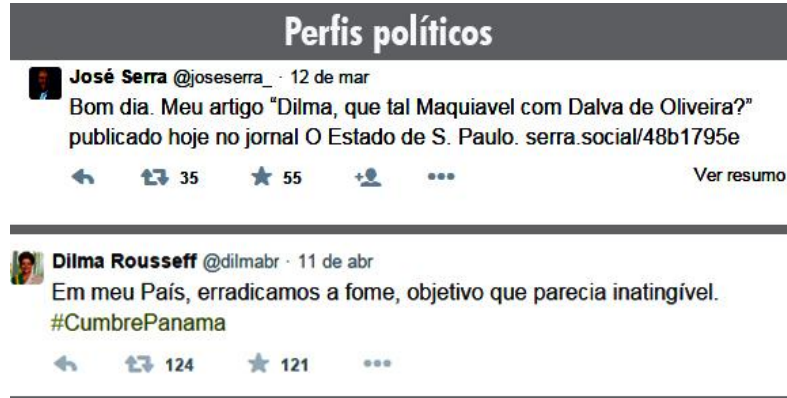 Perfis políticos
José Serra @joseserra_ · 12 de mar
Bom dia. Meu artigo “Dilma, que tal Maquiavel com Dalva de Oliveira?”
publicado hoje no jornal O Estado de S. Paulo. serra.social/48b1795e
35 55 Ver resumo
Dilma Rousseff @dilmabr · 11 de abr
Em meu País, erradicamos a fome, objetivo que parecia inatingível.
#CumbrePanama
124 121